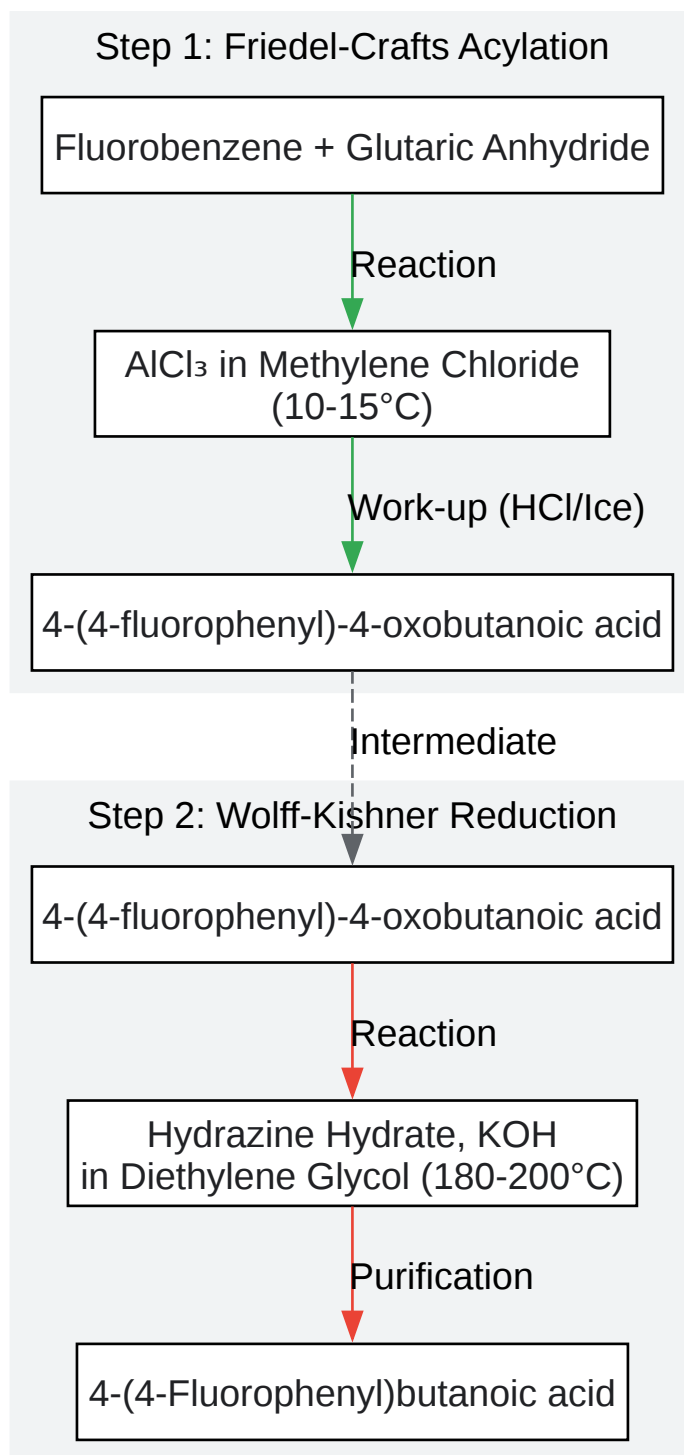 Step 1: Friedel-Crafts Acylation
Fluorobenzene + Glutaric Anhydride
Reaction
AlCl₃ in Methylene Chloride
(10-15°C)
Work-up (HCl/Ice)
4-(4-fluorophenyl)-4-oxobutanoic acid
Intermediate
Step 2: Wolff-Kishner Reduction
4-(4-fluorophenyl)-4-oxobutanoic acid
Reaction
Hydrazine Hydrate, KOH
in Diethylene Glycol (180-200°C)
Purification
4-(4-Fluorophenyl)butanoic acid